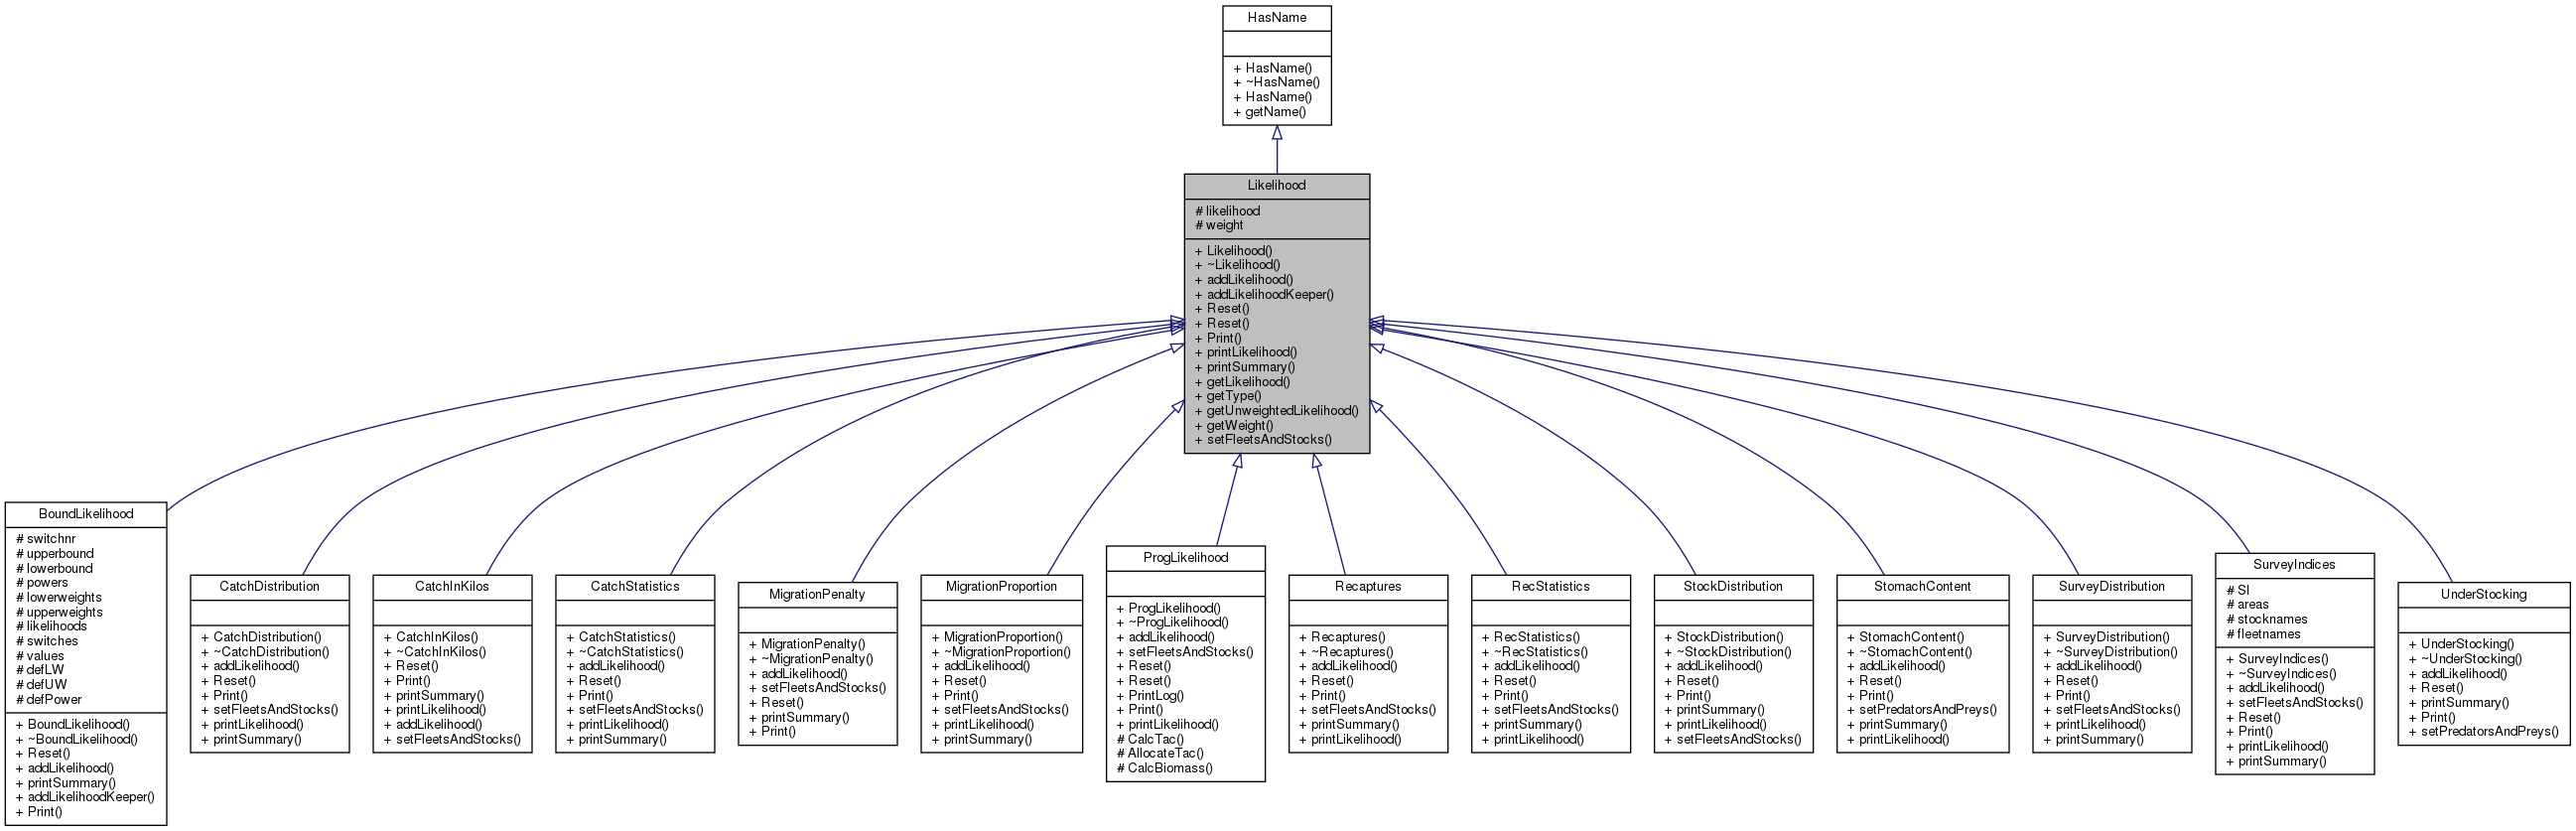 HasName
+ HasName()
+ ~HasName()
+ HasName()
+ getName()
Likelihood
# likelihood
# weight
+ Likelihood()
+ ~Likelihood()
+ addLikelihood()
+ addLikelihoodKeeper()
+ Reset()
+ Reset()
+ Print()
+ printLikelihood()
+ printSummary()
+ getLikelihood()
+ getType()
+ getUnweightedLikelihood()
+ getWeight()
+ setFleetsAndStocks()
BoundLikelihood
# switchnr
# upperbound
# lowerbound
# powers
# lowerweights
# upperweights
# likelihoods
# switches
# values
# defLW
# defUW
# defPower
+ BoundLikelihood()
+ ~BoundLikelihood()
+ Reset()
+ addLikelihood()
+ printSummary()
+ addLikelihoodKeeper()
+ Print()
CatchDistribution
+ CatchDistribution()
+ ~CatchDistribution()
+ addLikelihood()
+ Reset()
+ Print()
+ setFleetsAndStocks()
+ printLikelihood()
+ printSummary()
CatchInKilos
+ CatchInKilos()
+ ~CatchInKilos()
+ Reset()
+ Print()
+ printSummary()
+ printLikelihood()
+ addLikelihood()
+ setFleetsAndStocks()
CatchStatistics
+ CatchStatistics()
+ ~CatchStatistics()
+ addLikelihood()
+ Reset()
+ Print()
+ setFleetsAndStocks()
+ printLikelihood()
+ printSummary()
MigrationPenalty
+ MigrationPenalty()
+ ~MigrationPenalty()
+ addLikelihood()
+ setFleetsAndStocks()
+ Reset()
+ printSummary()
+ Print()
MigrationProportion
+ MigrationProportion()
+ ~MigrationProportion()
+ addLikelihood()
+ Reset()
+ Print()
+ setFleetsAndStocks()
+ printLikelihood()
+ printSummary()
ProgLikelihood
+ ProgLikelihood()
+ ~ProgLikelihood()
+ addLikelihood()
+ setFleetsAndStocks()
+ Reset()
+ Reset()
+ PrintLog()
+ Print()
+ printLikelihood()
# CalcTac()
# AllocateTac()
# CalcBiomass()
Recaptures
+ Recaptures()
+ ~Recaptures()
+ addLikelihood()
+ Reset()
+ Print()
+ setFleetsAndStocks()
+ printSummary()
+ printLikelihood()
RecStatistics
+ RecStatistics()
+ ~RecStatistics()
+ addLikelihood()
+ Reset()
+ Print()
+ setFleetsAndStocks()
+ printSummary()
+ printLikelihood()
StockDistribution
+ StockDistribution()
+ ~StockDistribution()
+ addLikelihood()
+ Reset()
+ Print()
+ printSummary()
+ printLikelihood()
+ setFleetsAndStocks()
StomachContent
+ StomachContent()
+ ~StomachContent()
+ addLikelihood()
+ Reset()
+ Print()
+ setPredatorsAndPreys()
+ printSummary()
+ printLikelihood()
SurveyDistribution
+ SurveyDistribution()
+ ~SurveyDistribution()
+ addLikelihood()
+ Reset()
+ Print()
+ setFleetsAndStocks()
+ printLikelihood()
+ printSummary()
SurveyIndices
# SI
# areas
# stocknames
# fleetnames
+ SurveyIndices()
+ ~SurveyIndices()
+ addLikelihood()
+ setFleetsAndStocks()
+ Reset()
+ Print()
+ printLikelihood()
+ printSummary()
UnderStocking
+ UnderStocking()
+ ~UnderStocking()
+ addLikelihood()
+ Reset()
+ printSummary()
+ Print()
+ setPredatorsAndPreys()